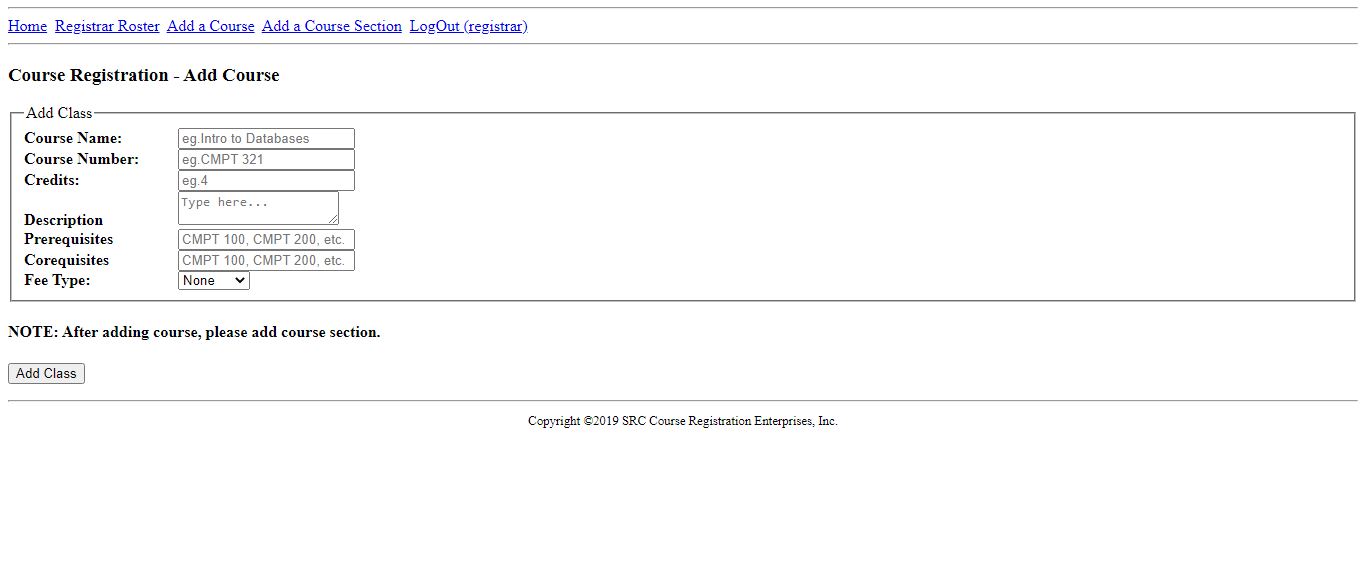 Home Registrar Roster Add a Course Add a Course Section LogOut (registrar)
Course Registration - Add Course
Add Class
Course Name: eg.Intro to Databases
Course Number: eg.CMPT 321
Credits: eg.4
Description Type here...
Prerequisites CMPT 100, CMPT 200, etc.
Corequisites CMPT 100, CMPT 200, etc.
Fee Type: None
NOTE: After adding course, please add course section.
Add Class
Copyright ©2019 SRC Course Registration Enterprises, Inc.